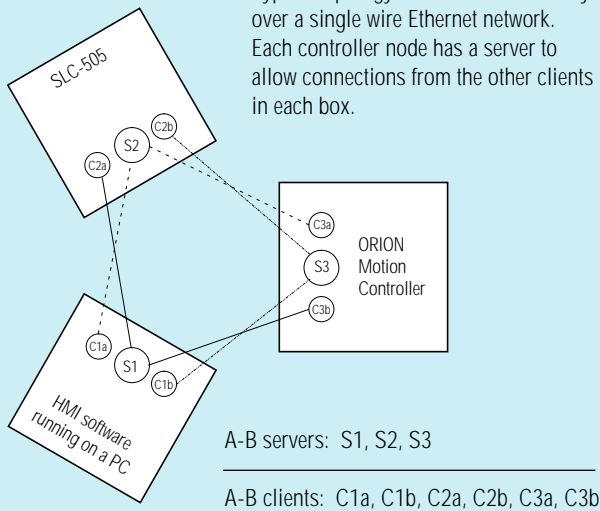 over a single wire Ethernet network.
Each controller node has a server to
allow connections from the other clients
in each box.
SLC-505
C2b
S2
C2a
C3a
S3
C3b
ORION
Motion
Controller
C1a
S1
C1b
HMI software
running on a PC
A-B servers: S1, S2, S3
A-B clients: C1a, C1b, C2a, C2b, C3a, C3b